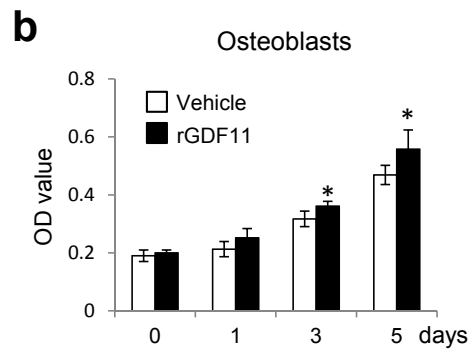 b
Osteoblasts
Vehicle
rGDF11
OD value
0.8
0.6
0.4
0.2
0
*
*
0 1 3 5 days